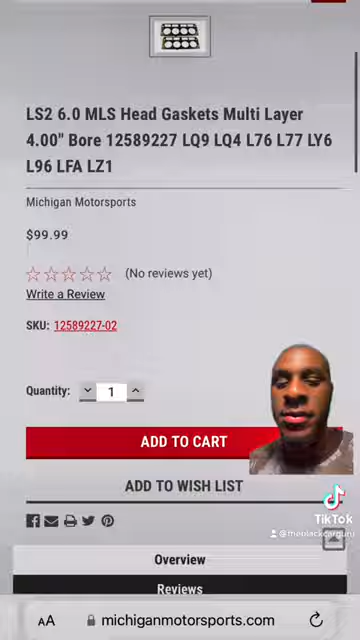 LS2 6.0 MLS Head Gaskets Multi Layer
4.00" Bore 12589227 LQ9 LQ4 L76 L77 LY6
L96 LFA LZ1
Michigan Motorsports
$99.99
(No reviews yet)
Write a Review
SKU: 12589227-02
Quantity: 1
ADD TO CART
ADD TO WISH LIST
TikTok
@theblackcarguru
Overview
Reviews
AA michiganmotorsports.com